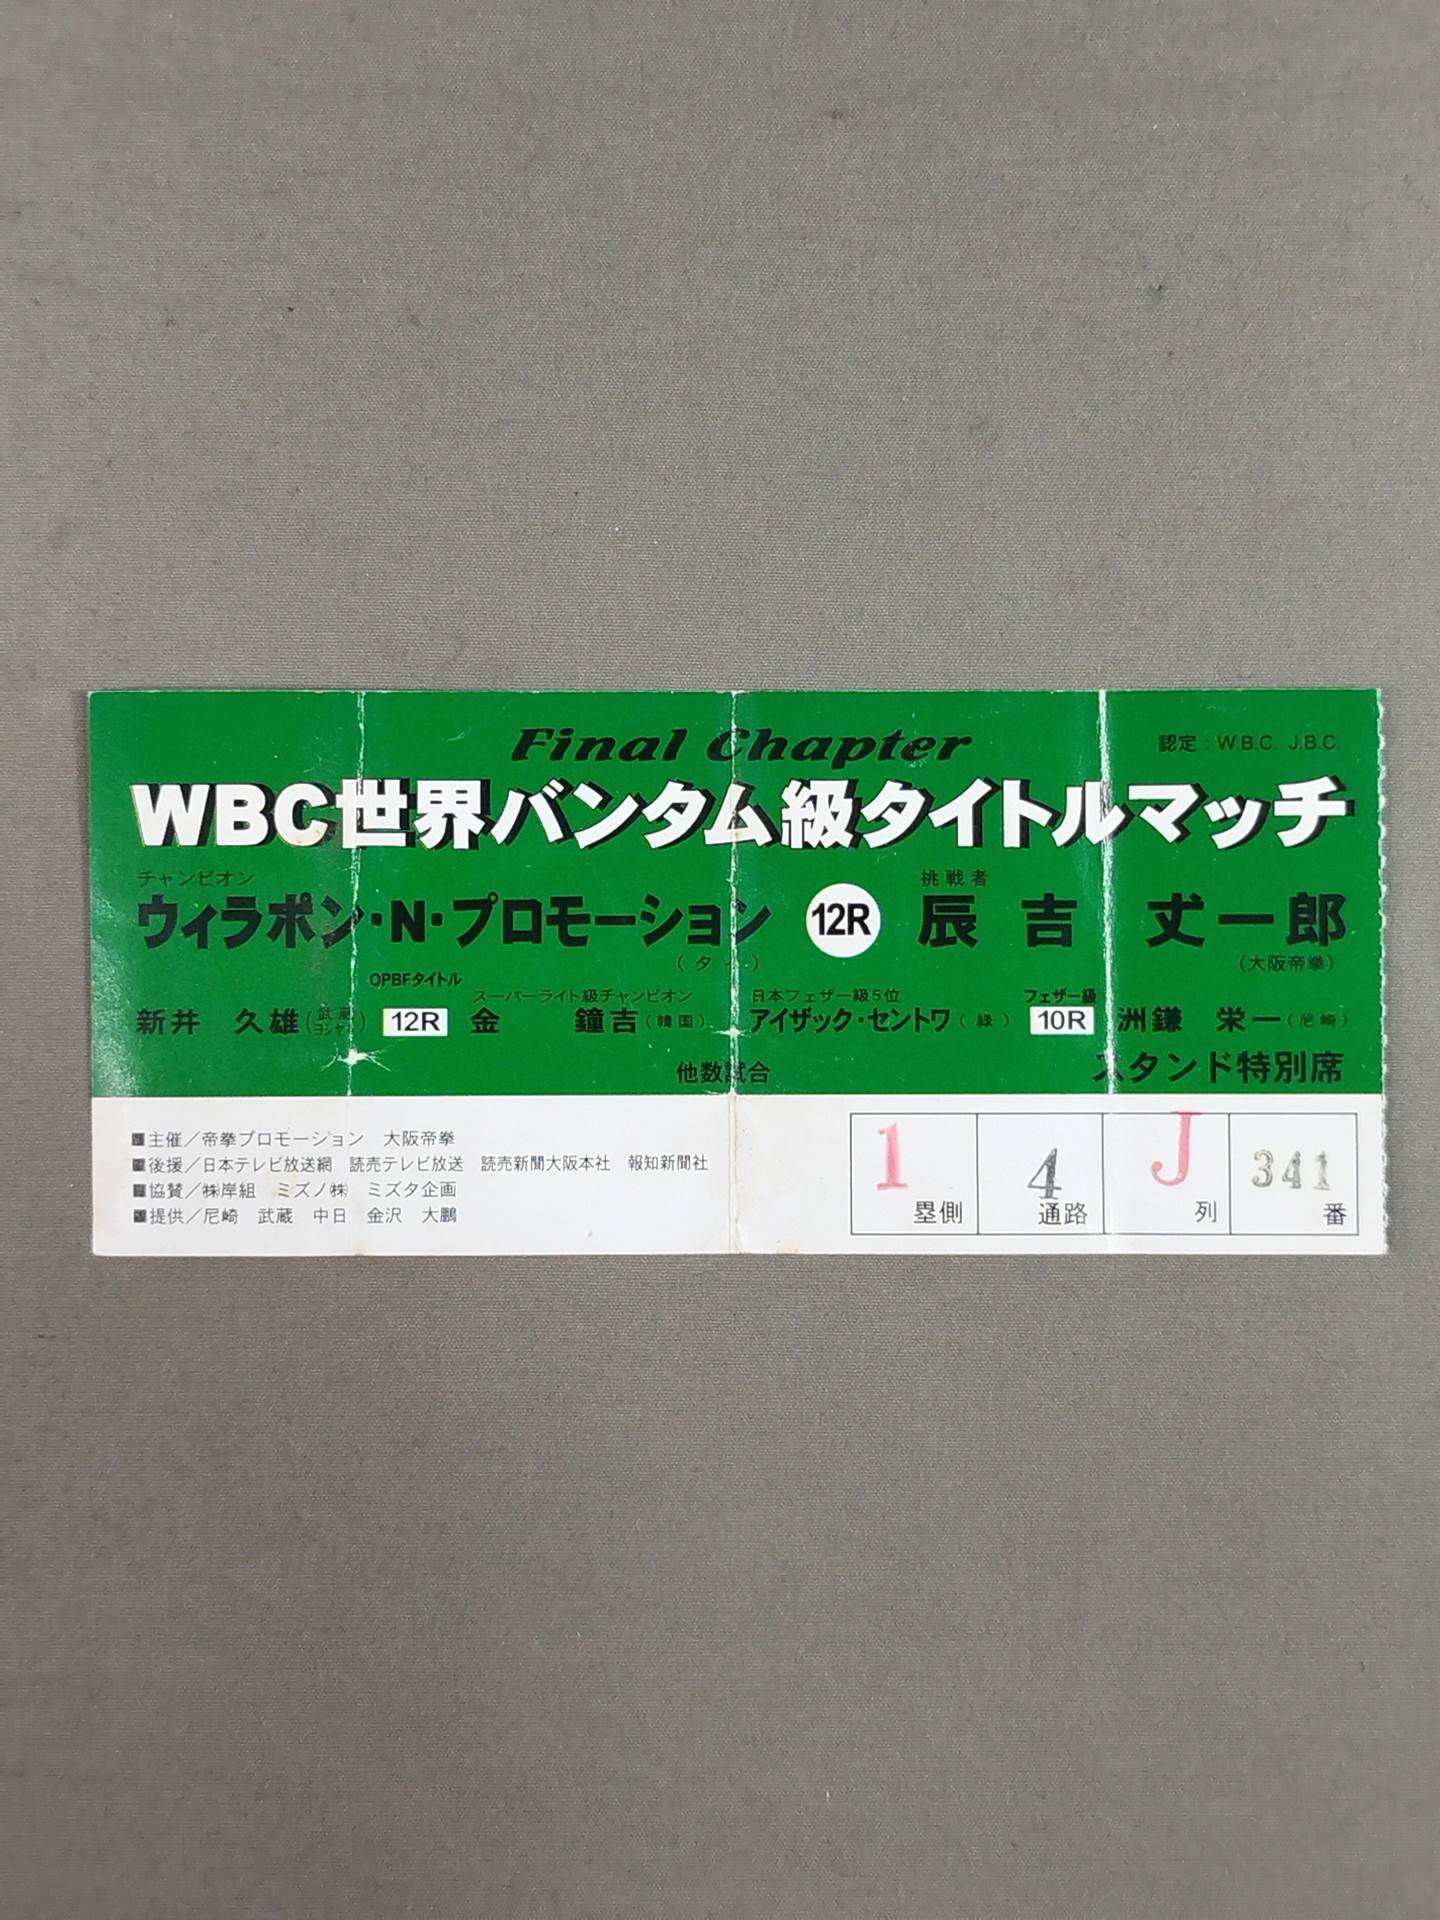 Final Chapter
認定：W.B.C. J.B.C.
WBC世界バンタム級タイトルマッチ
チャンピオン
挑戦者
ウィラポン・N・プロモーション 12R 辰吉 丈一郎
(タイ)
(大阪帝拳)
OPBFタイトル
スーパーライト級チャンピオン
日本フェザー級5位
フェザー級
新井 久雄(武蔵ヨシヤマ) 12R 金 鐘吉(韓国) アイザック・セントワ(緑) 10R 洲鎌 栄一(尼崎)
他数試合
スタンド特別席
■主催／帝拳プロモーション 大阪帝拳
■後援／日本テレビ放送網 読売テレビ放送 読売新聞大阪本社 報知新聞社
■協賛／㈱岸組 ミズノ㈱ ミズタ企画
■提供／尼崎 武蔵 中日 金沢 大鵬
1塁側 4通路 J列 341番